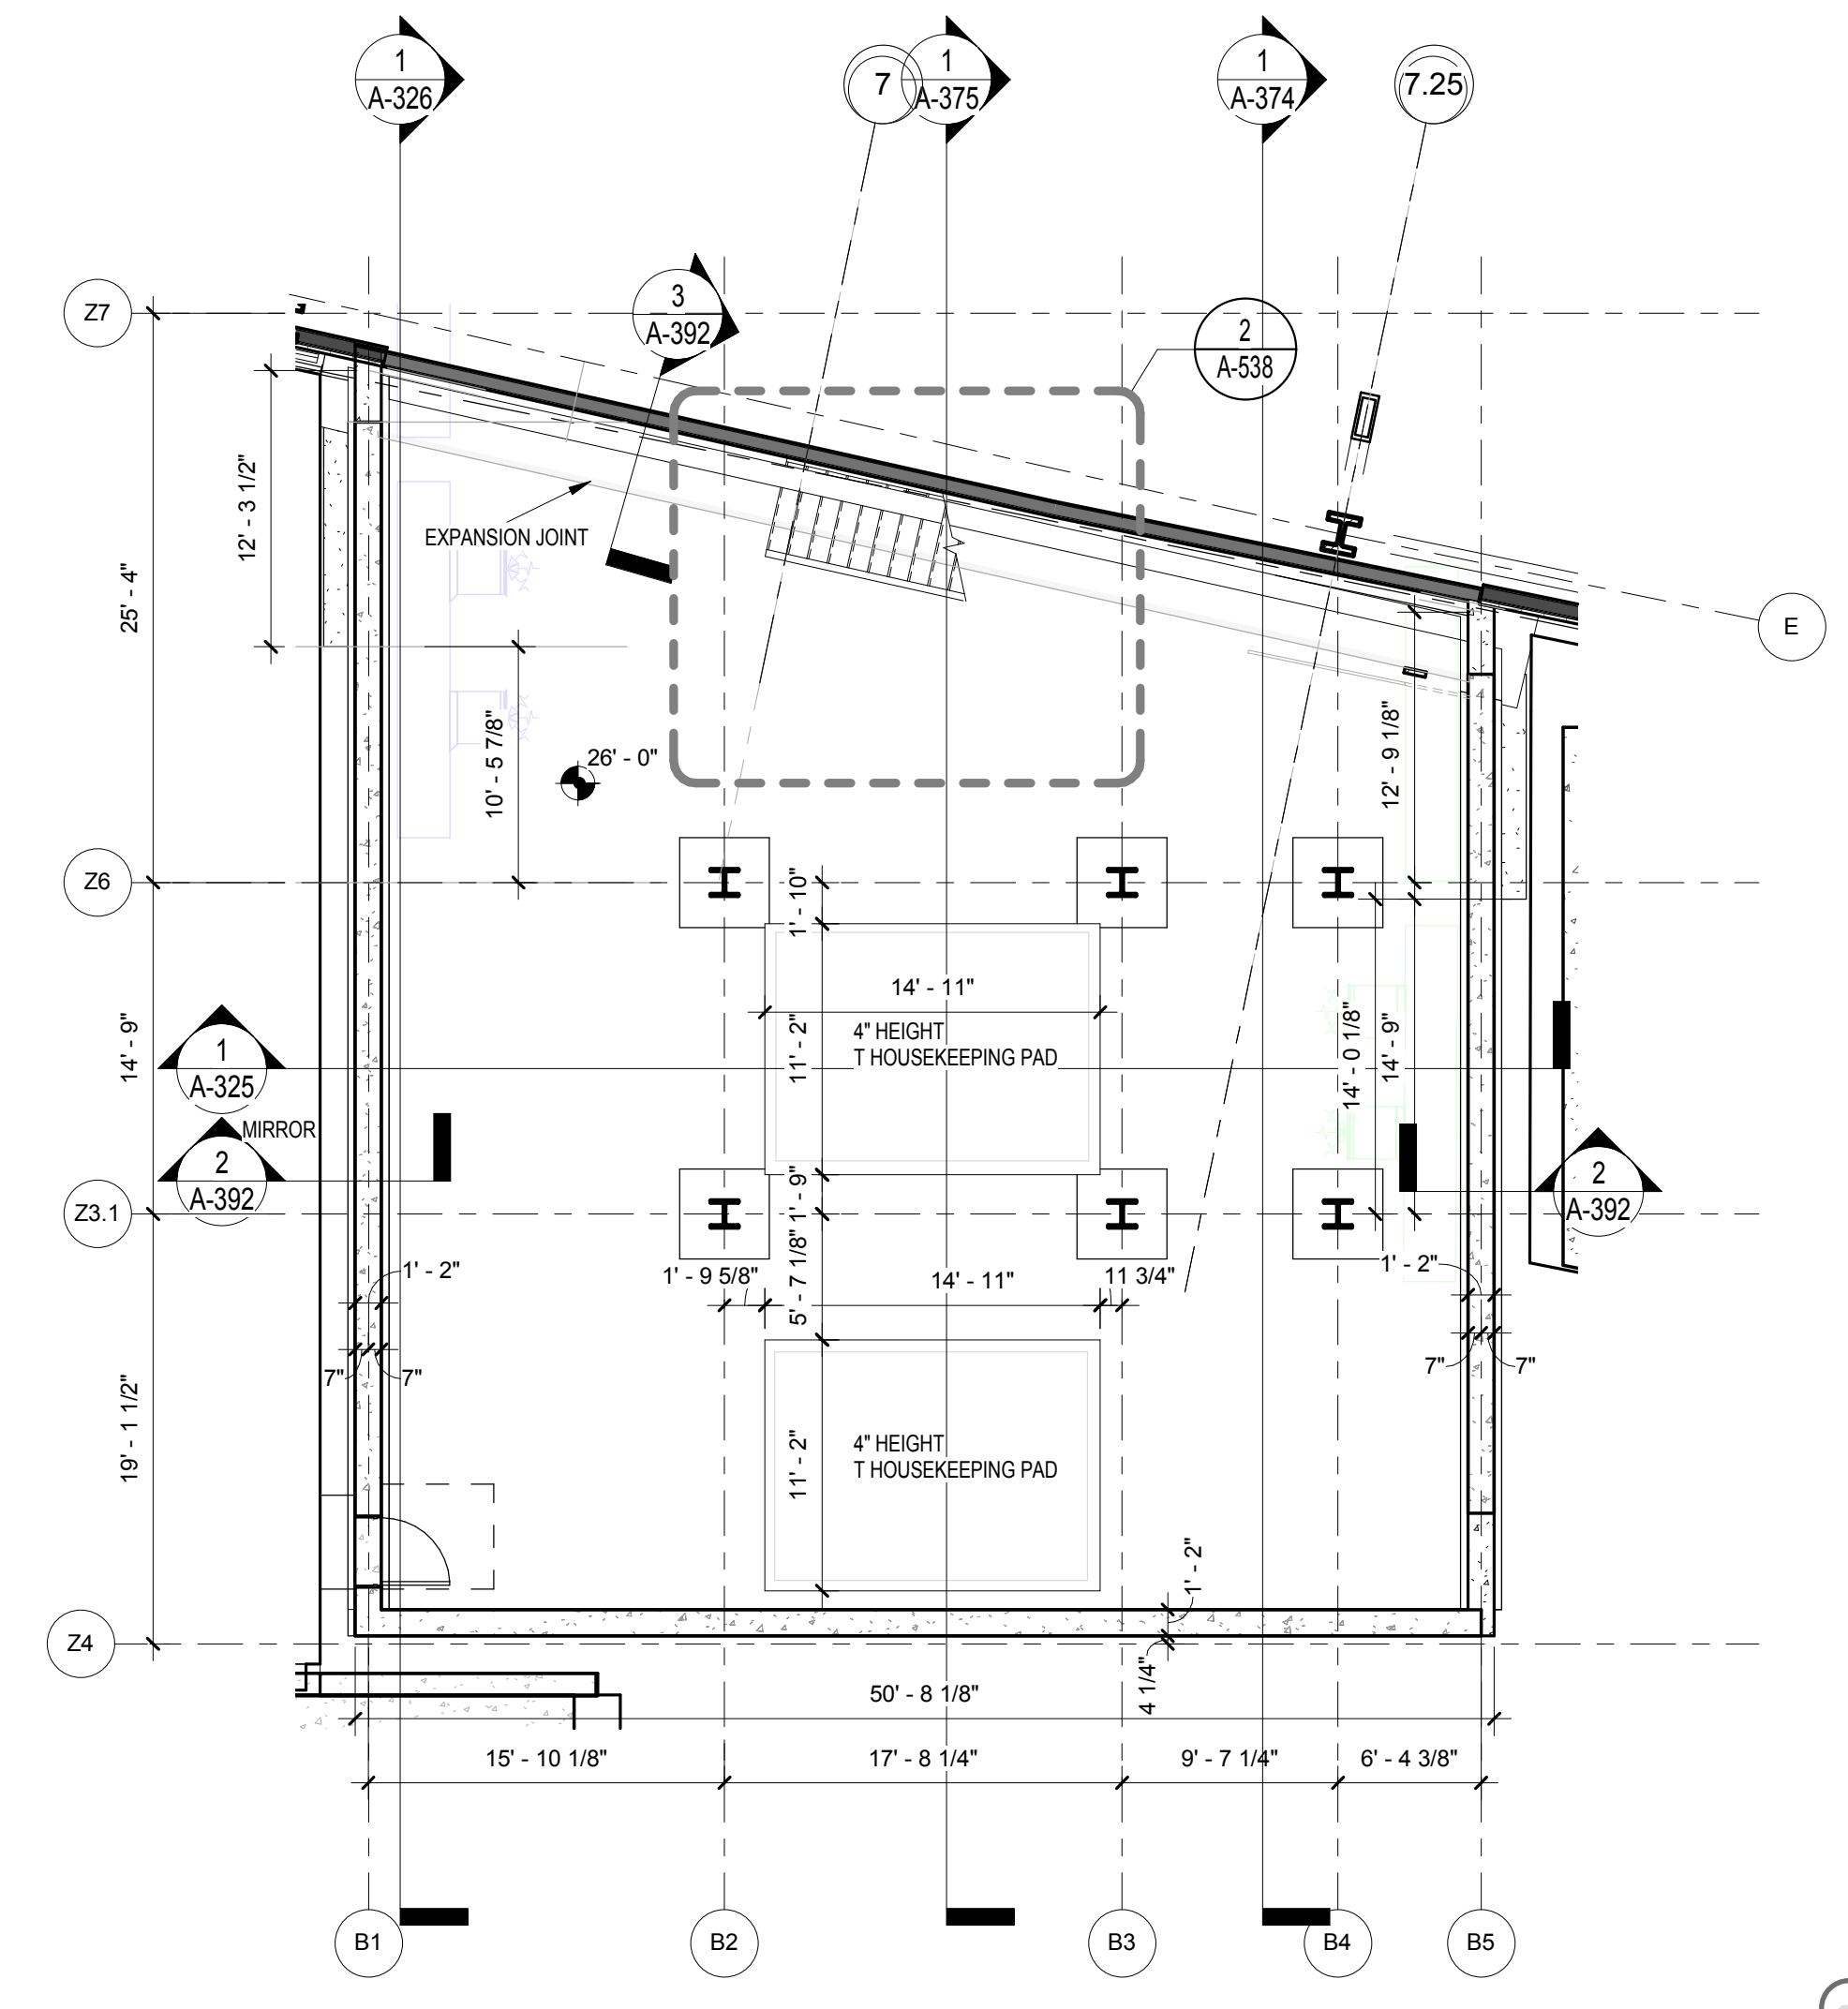 1
A-326
7
1
A-375
1
A-374
7.25
Z7
3
A-392
2
A-538
12' - 3 1/2"
EXPANSION JOINT
25' - 4"
E
10' - 5 7/8"
26' - 0"
12' - 9 1/8"
Z6
1' - 10"
14' - 11"
4" HEIGHT
T HOUSEKEEPING PAD
11' - 2"
14' - 9"
14' - 0 1/8"
14' - 9"
1
A-325
MIRROR
2
A-392
2
A-392
Z3.1
1' - 9"
5' - 7 1/8"
1' - 2"
1' - 9 5/8"
14' - 11"
11 3/4"
1' - 2"
7"
7"
7"
7"
19' - 1 1/2"
11' - 2"
4" HEIGHT
T HOUSEKEEPING PAD
1' - 2"
Z4
4 1/4"
50' - 8 1/8"
15' - 10 1/8"
17' - 8 1/4"
9' - 7 1/4"
6' - 4 3/8"
B1
B2
B3
B4
B5